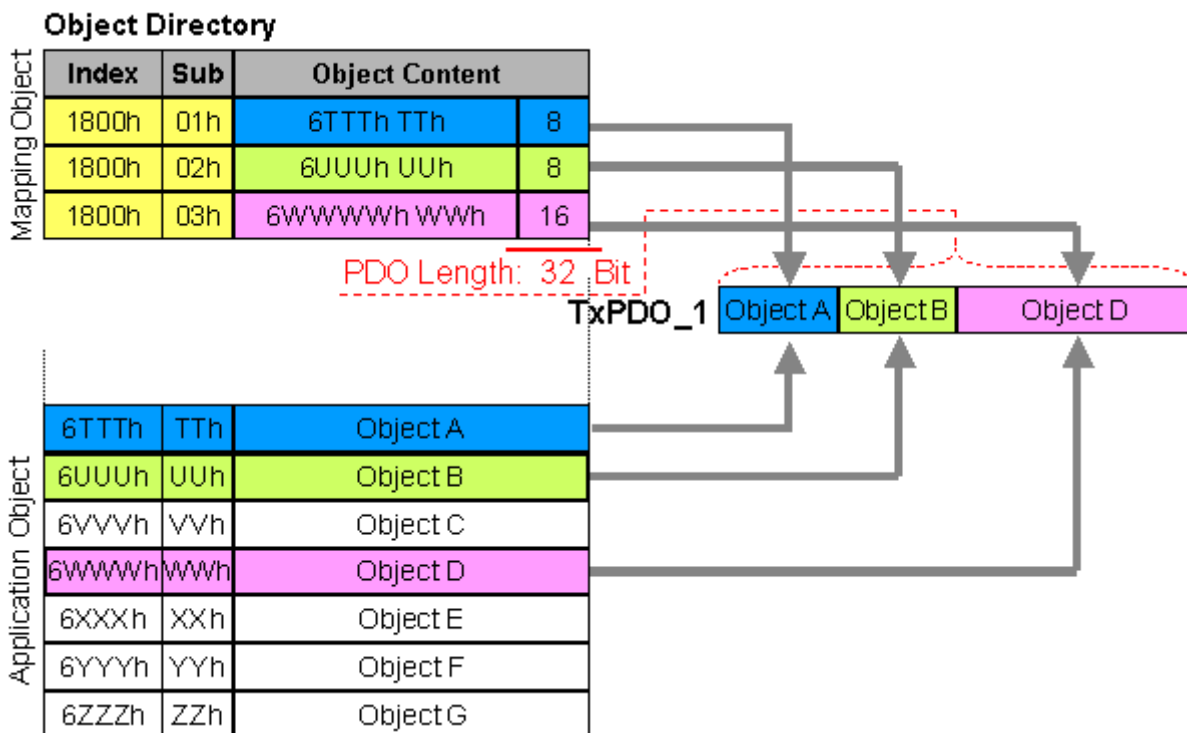 Object Directory
Mapping Object
Index Sub Object Content
1800h 01h 6TTTh TTh 8
1800h 02h 6UUUh UUh 8
1800h 03h 6WWWWh WWh 16
PDO Length: 32 Bit
TxPDO_1 Object A Object B Object D
Application Object
6TTTh TTh Object A
6UUUh UUh Object B
6VVVh VVh Object C
6WWWh WWh Object D
6XXXh XXh Object E
6YYYh YYh Object F
6ZZZh ZZh Object G